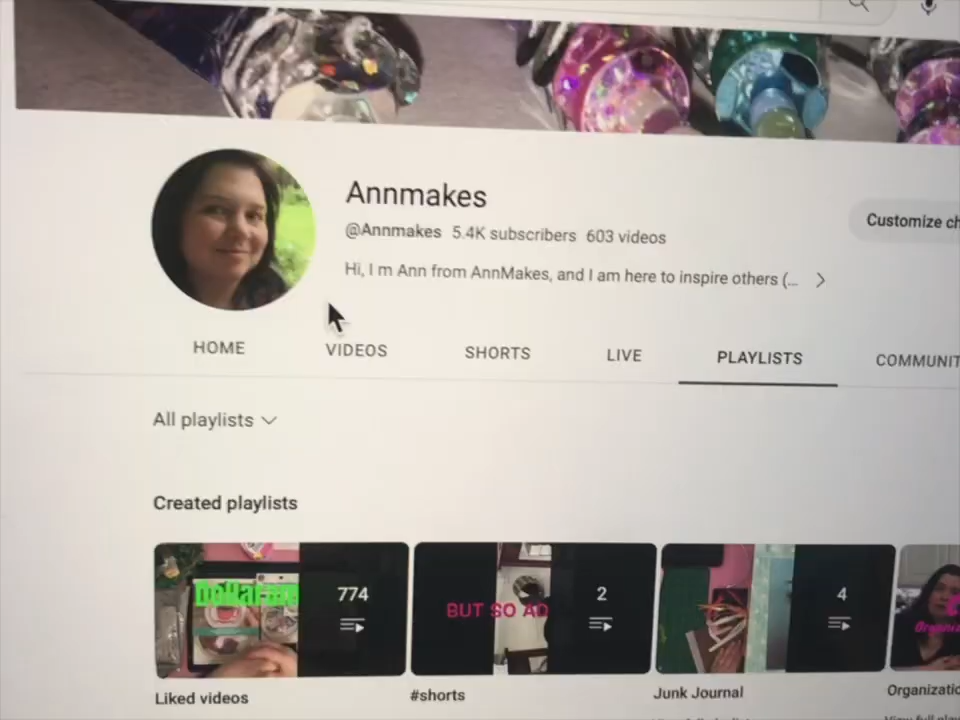 Annmakes
@Annmakes 5.4K subscribers 603 videos
Customize ch
Hi, I m Ann from AnnMakes, and I am here to inspire others (...
HOME VIDEOS SHORTS LIVE PLAYLISTS COMMUNIT
All playlists
Created playlists
774
BUT SO AD
2
4
Liked videos
#shorts
Junk Journal
Organizatio